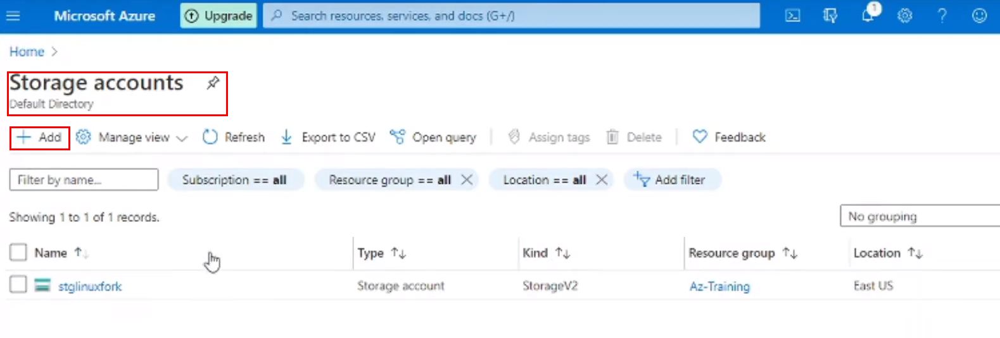 Microsoft Azure Upgrade Search resources, services, and docs (G+/) 1
Home
Storage accounts
Default Directory
Add Manage view Refresh Export to CSV Open query Assign tags Delete Feedback
Filter by name... Subscription == all Resource group == all Location == all Add filter
Showing 1 to 1 of 1 records. No grouping
Name Type Kind Resource group Location
stglinuxfork Storage account StorageV2 Az-Training East US